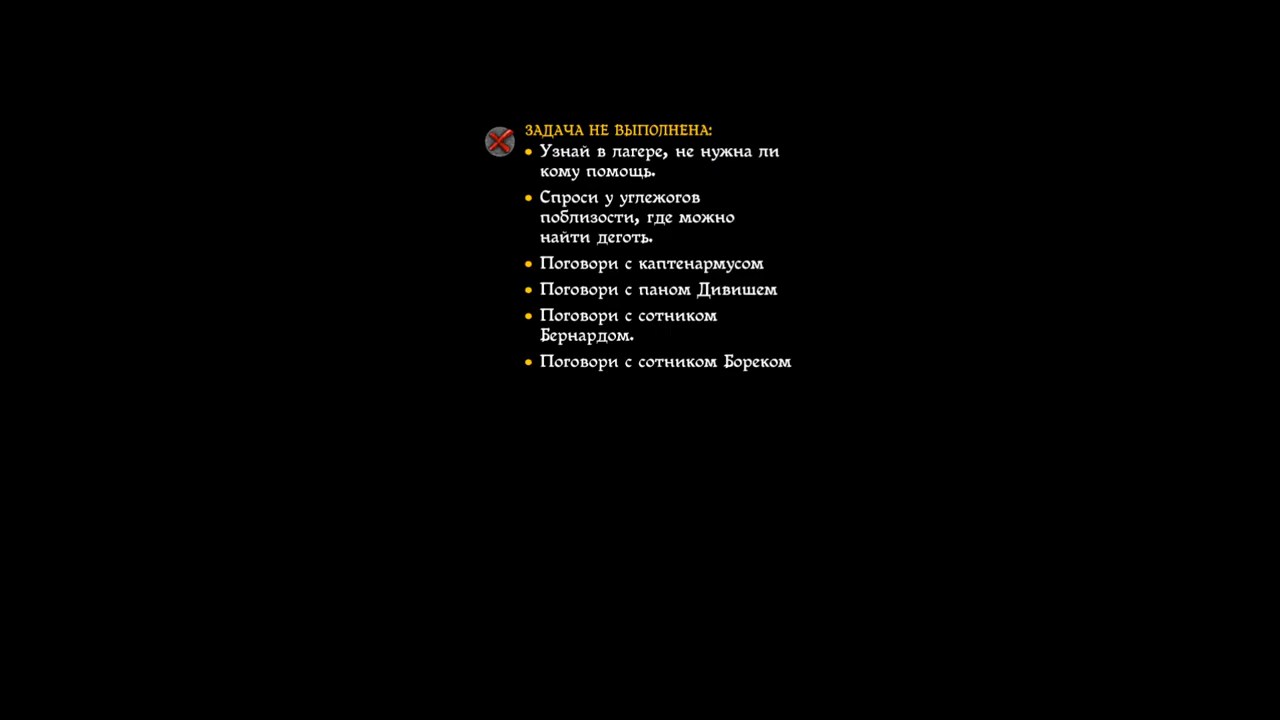 ЗАДАЧА НЕ ВЫПОЛНЕНА:
• Узнай в лагере, не нужна ли
кому помощь.
• Спроси у углежогов
поблизости, где можно
найти деготь.
• Поговори с каптенармусом
• Поговори с паном Дивишем
• Поговори с сотником
Бернардом.
• Поговори с сотником Бореком